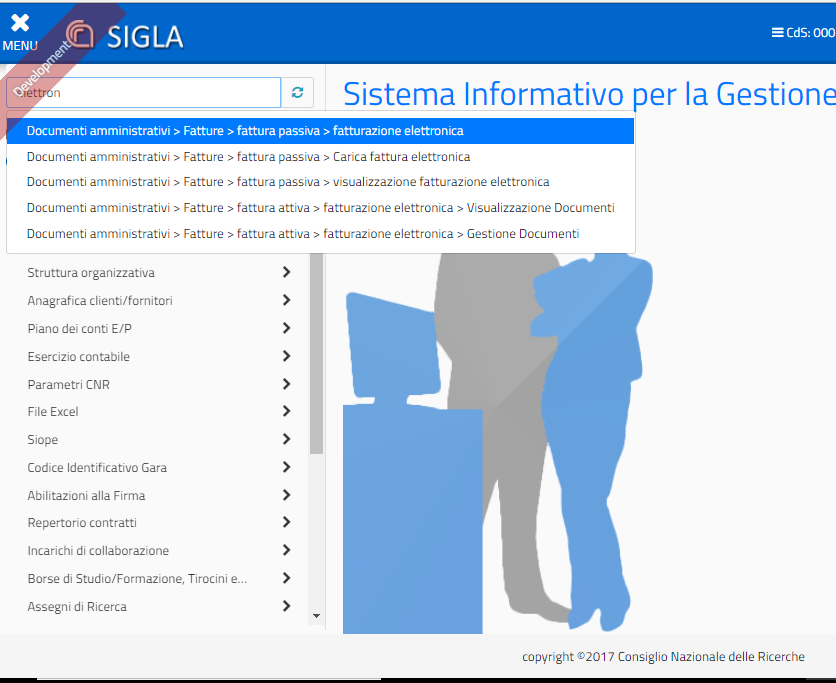 MENU
SIGLA
CdS: 000
Development
elettron
Sistema Informativo per la Gestione
Documenti amministrativi > Fatture > fattura passiva > fatturazione elettronica
Documenti amministrativi > Fatture > fattura passiva > Carica fattura elettronica
Documenti amministrativi > Fatture > fattura passiva > visualizzazione fatturazione elettronica
Documenti amministrativi > Fatture > fattura attiva > fatturazione elettronica > Visualizzazione Documenti
Documenti amministrativi > Fatture > fattura attiva > fatturazione elettronica > Gestione Documenti
Struttura organizzativa
Anagrafica clienti/fornitori
Piano dei conti E/P
Esercizio contabile
Parametri CNR
File Excel
Siope
Codice Identificativo Gara
Abilitazioni alla Firma
Repertorio contratti
Incarichi di collaborazione
Borse di Studio/Formazione, Tirocini e...
Assegni di Ricerca
copyright ©2017 Consiglio Nazionale delle Ricerche